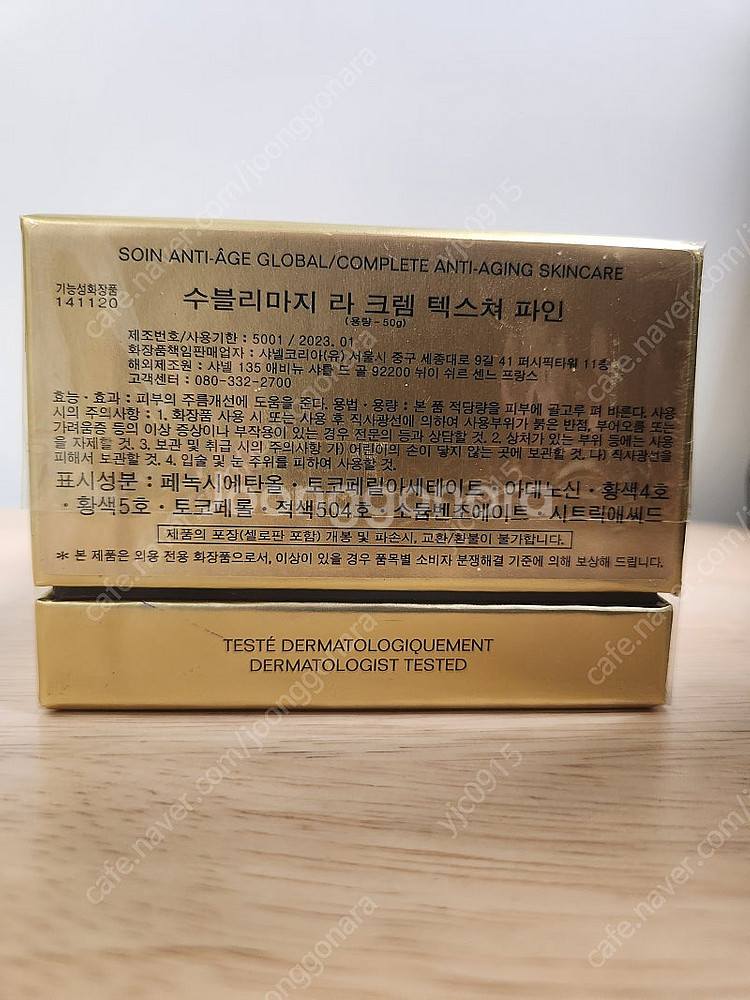 SOIN ANTI-ÂGE GLOBAL/COMPLETE ANTI-AGING SKINCARE
기능성화장품
141120
수블리마지 라 크렘 텍스쳐 파인
(용량-50g)
제조번호/사용기한 : 5001 / 2023. 01
화장품책임판매업자 : 샤넬코리아(유) 서울시 중구 세종대로 9길 41 퍼시픽타워 11층
해외제조원 : 샤넬 135 애비뉴 샤를 드 골 92200 뉘이 쉬르 센느 프랑스
고객센터 : 080-332-2700
효능·효과 : 피부의 주름개선에 도움을 준다. 용법·용량 : 본 품 적당량을 피부에 골고루 펴 바른다. 사용
시의 주의사항 : 1. 화장품 사용 시 또는 사용 후 직사광선에 의하여 사용부위가 붉은 반점, 부어오름 또는
가려움증 등의 이상 증상이나 부작용이 있는 경우 전문의 등과 상담할 것. 2. 상처가 있는 부위 등에는 사용
을 자제할 것. 3. 보관 및 취급 시의 주의사항 가) 어린이의 손이 닿지 않는 곳에 보관할 것. 나) 직사광선을
피해서 보관할 것. 4. 입술 및 눈 주위를 피하여 사용할 것.
표시성분 : 페녹시에탄올 · 토코페릴아세테이트 · 아데노신 · 황색4호
· 황색5호 · 토코페롤 · 적색504호 · 소듐벤조에이트 · 시트릭애씨드
제품의 포장(셀로판 포함) 개봉 및 파손시, 교환/환불이 불가합니다.
* 본 제품은 외용 전용 화장품으로서, 이상이 있을 경우 품목별 소비자 분쟁해결 기준에 의해 보상해 드립니다.
TESTÉ DERMATOLOGIQUEMENT
DERMATOLOGIST TESTED
joonggonara
cafe.naver.com/joonggonara
yjc0915